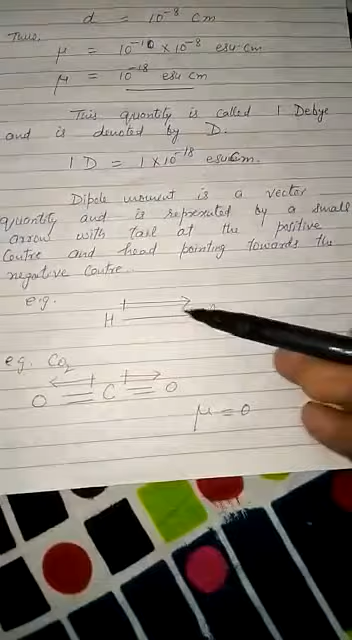 d = 10⁻⁸ cm
Thus,
μ = 10⁻¹⁰ × 10⁻⁸ esu cm
μ = 10⁻¹⁸ esu cm
This quantity is called 1 Debye
and is denoted by D.
1 D = 1 × 10⁻¹⁸ esu cm.
Dipole moment is a vector
quantity and is represented by a small
arrow with tail at the positive
centre and head pointing towards the
negative centre.
e.g.
H
eg. CO₂
O = C = O
μ = 0